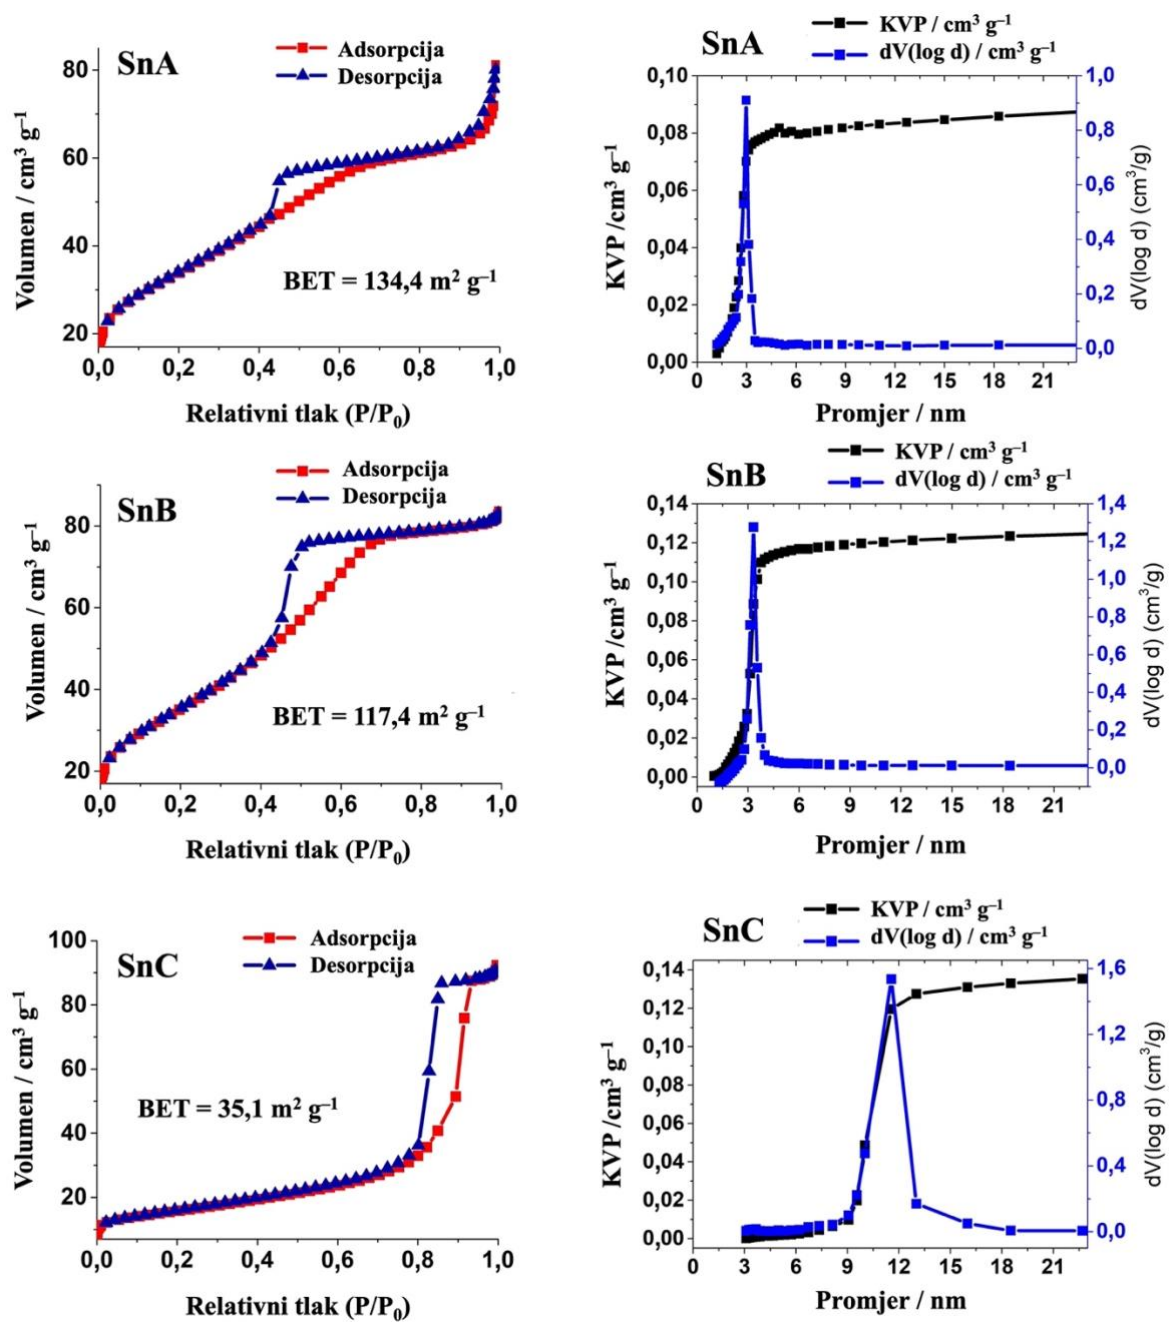 SnA
Adsorpcija
Desorpcija
Volumen / cm³ g⁻¹
80
60
40
20
BET = 134,4 m² g⁻¹
0,0 0,2 0,4 0,6 0,8 1,0
Relativni tlak (P/P₀)
SnA
KVP / cm³ g⁻¹
dV(log d) / cm³ g⁻¹
KVP /cm³ g⁻¹
0,10
0,08
0,06
0,04
0,02
0,00
1,0
0,8
0,6
0,4
0,2
0,0
dV(log d) (cm³/g)
0 3 6 9 12 15 18 21
Promjer / nm
SnB
Adsorpcija
Desorpcija
Volumen / cm³ g⁻¹
80
60
40
20
BET = 117,4 m² g⁻¹
0,0 0,2 0,4 0,6 0,8 1,0
Relativni tlak (P/P₀)
SnB
KVP / cm³ g⁻¹
dV(log d) / cm³ g⁻¹
KVP /cm³ g⁻¹
0,14
0,12
0,10
0,08
0,06
0,04
0,02
0,00
1,4
1,2
1,0
0,8
0,6
0,4
0,2
0,0
dV(log d) (cm³/g)
0 3 6 9 12 15 18 21
Promjer / nm
SnC
Adsorpcija
Desorpcija
Volumen / cm³ g⁻¹
100
80
60
40
20
BET = 35,1 m² g⁻¹
0,0 0,2 0,4 0,6 0,8 1,0
Relativni tlak (P/P₀)
SnC
KVP / cm³ g⁻¹
dV(log d) / cm³ g⁻¹
KVP /cm³ g⁻¹
0,14
0,12
0,10
0,08
0,06
0,04
0,02
0,00
1,6
1,2
0,8
0,4
0,0
dV(log d) (cm³/g)
0 3 6 9 12 15 18 21
Promjer / nm